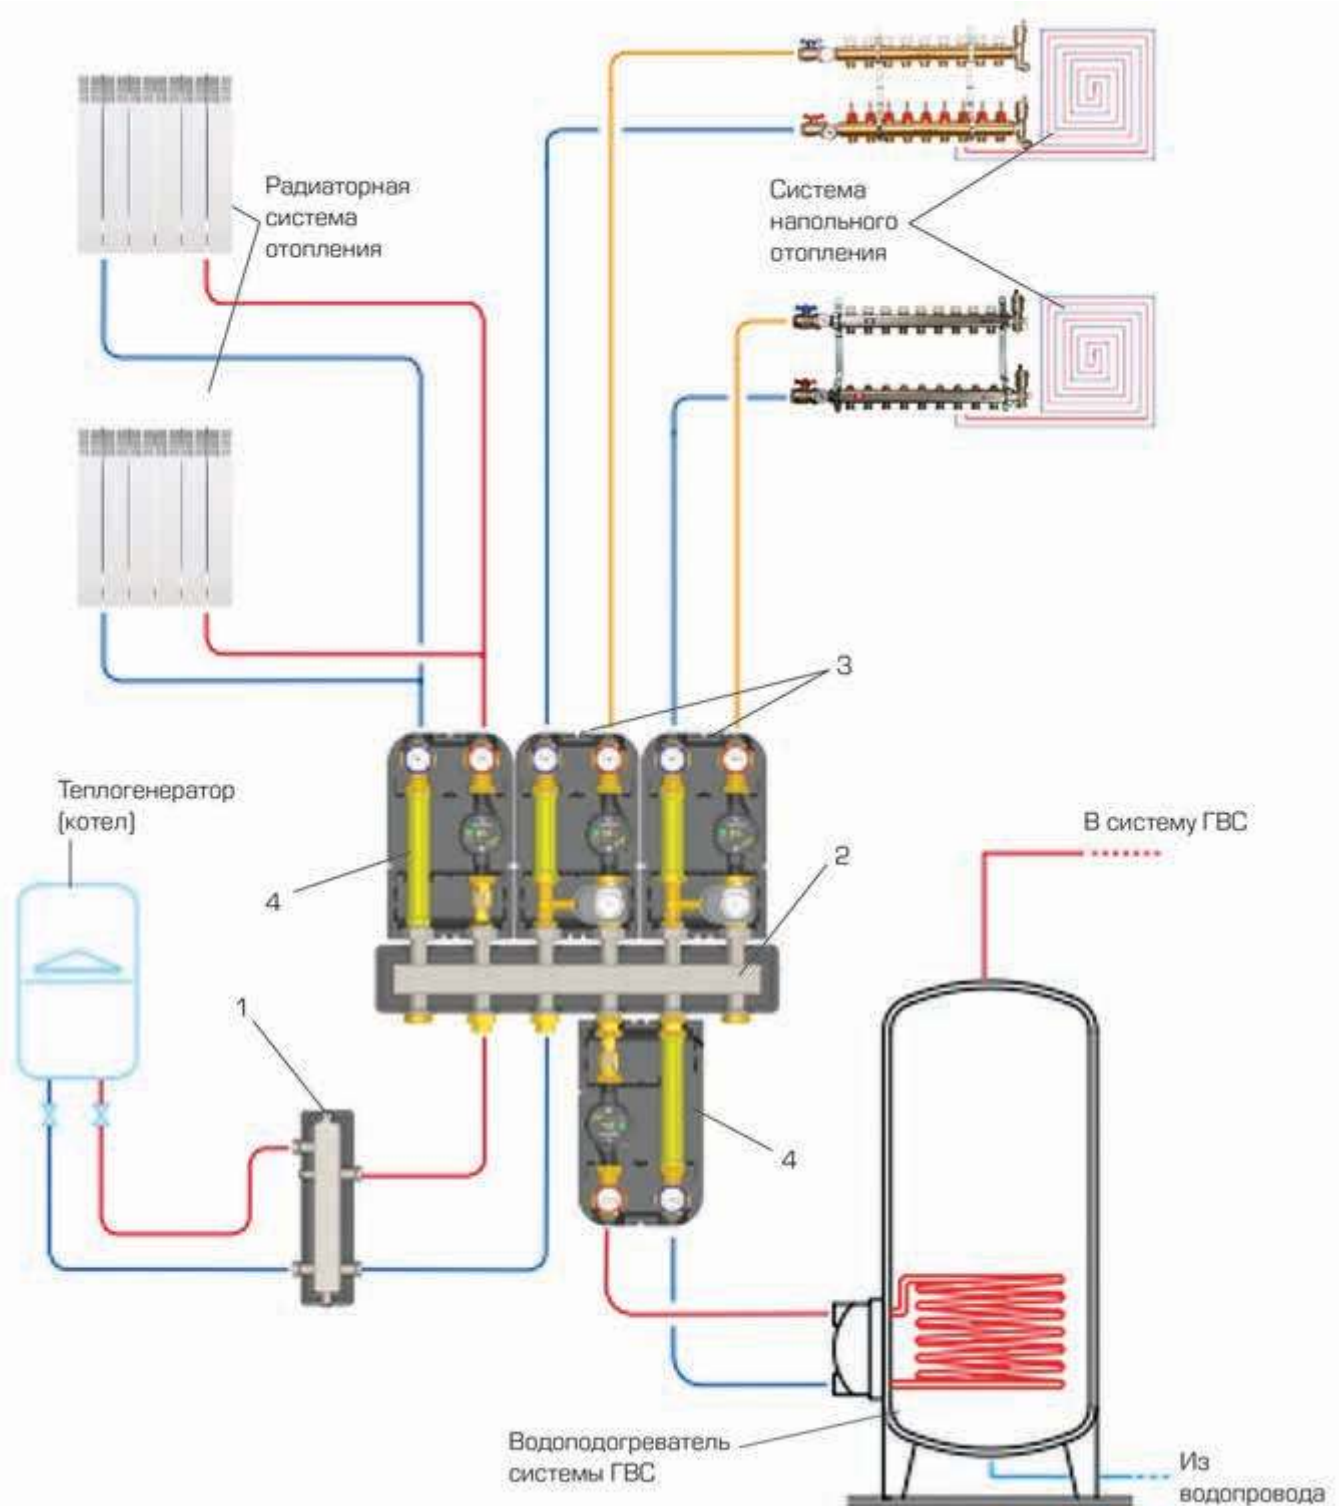 Радиаторная
система
отопления
Система
напольного
отопления
3
Теплогенератор
(котел)
4
2
В систему ГВС
1
4
Водоподогреватель
системы ГВС
Из
водопровода